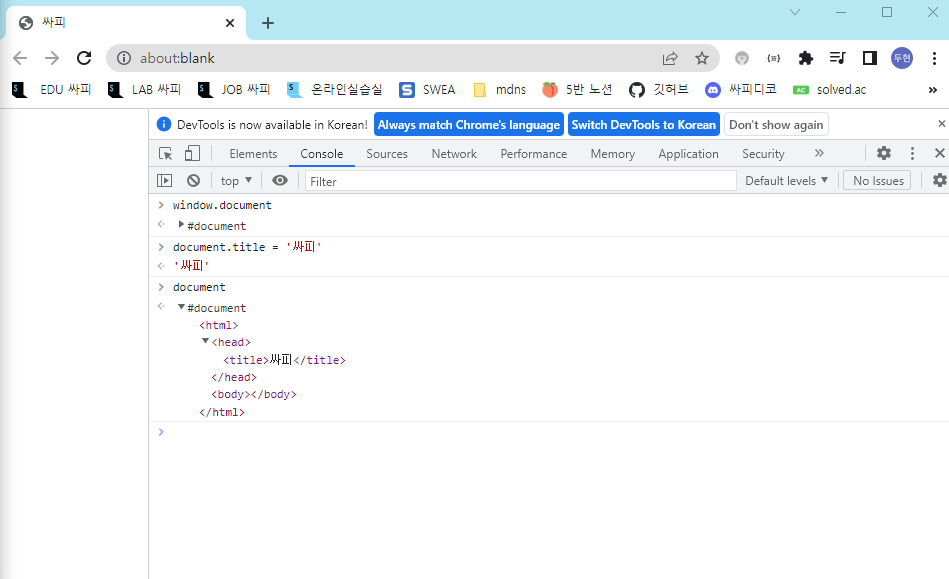 싸피
about:blank
두현
EDU 싸피 LAB 싸피 JOB 싸피 온라인실습실 S SWEA mdns 5반 노션 깃허브 싸피디코 AC solved.ac »
DevTools is now available in Korean! Always match Chrome's language Switch DevTools to Korean Don't show again
Elements Console Sources Network Performance Memory Application Security »
top Filter Default levels No Issues
window.document
#document
document.title = '싸피'
'싸피'
document
#document
<html>
<head>
<title>싸피</title>
</head>
<body></body>
</html>